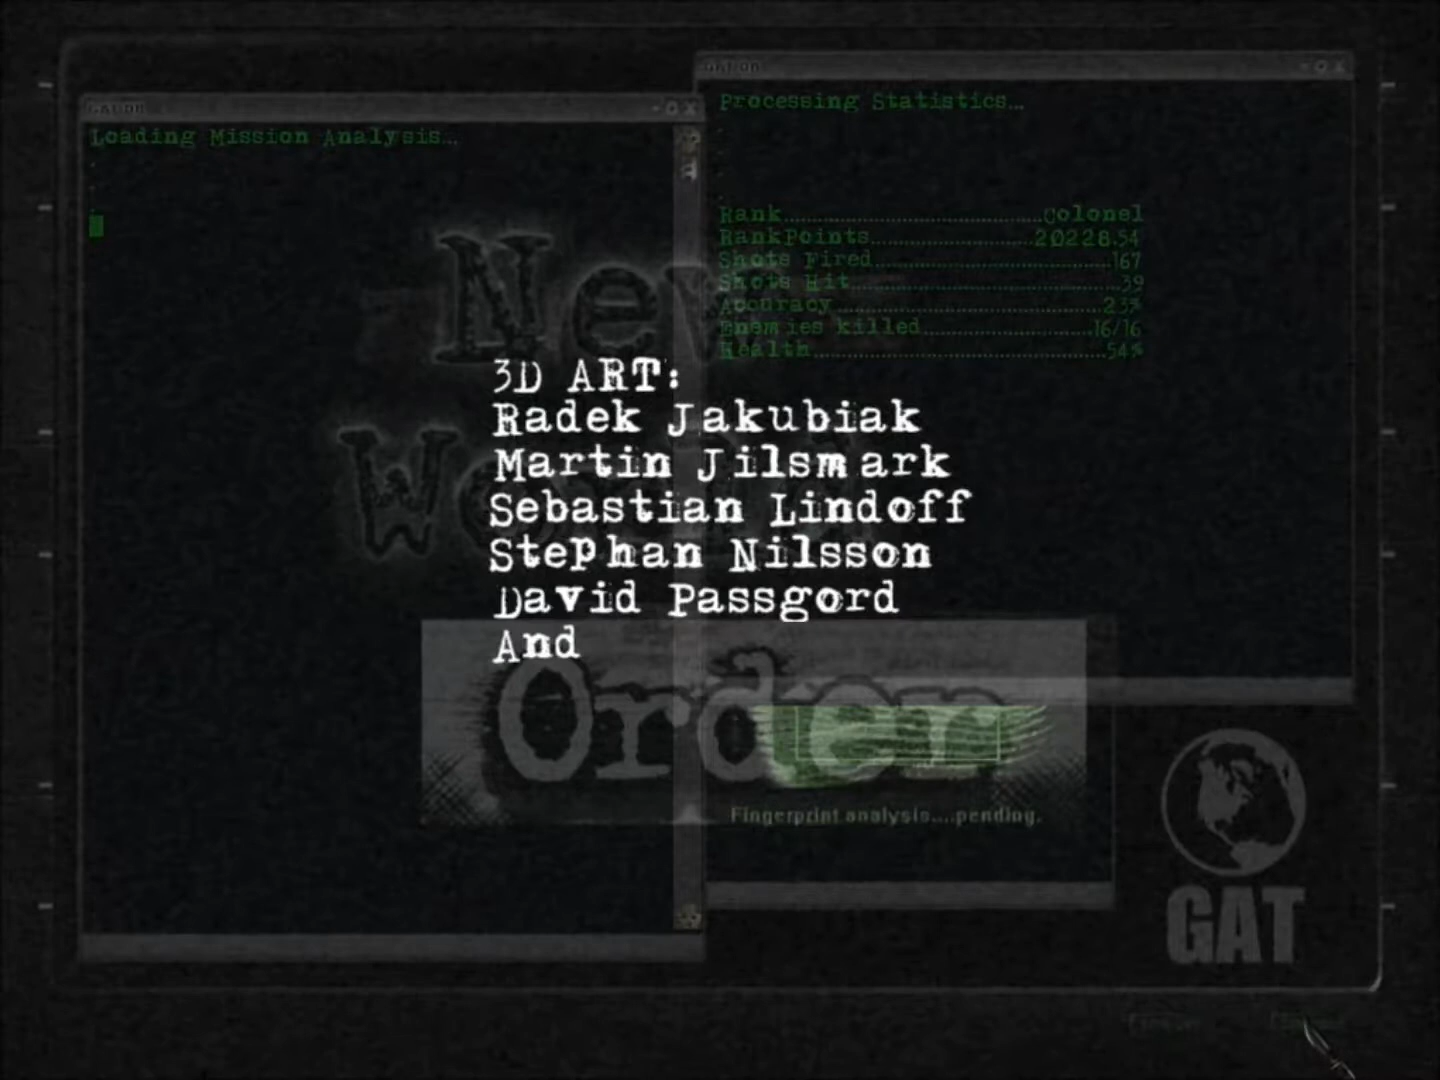 Processing Statistics...
Loading Mission Analysis...
Rank...Colonel
RankPoints...20228.54
Shots Fired...167
Shots Hit...39
Accuracy...23%
Enemies killed...16/16
Health...54%
New
World
Order
3D ART:
Radek Jakubiak
Martin Jilsmark
Sebastian Lindoff
Stephan Nilsson
David Passgord
And
Fingerprint analysis....pending.
GAT